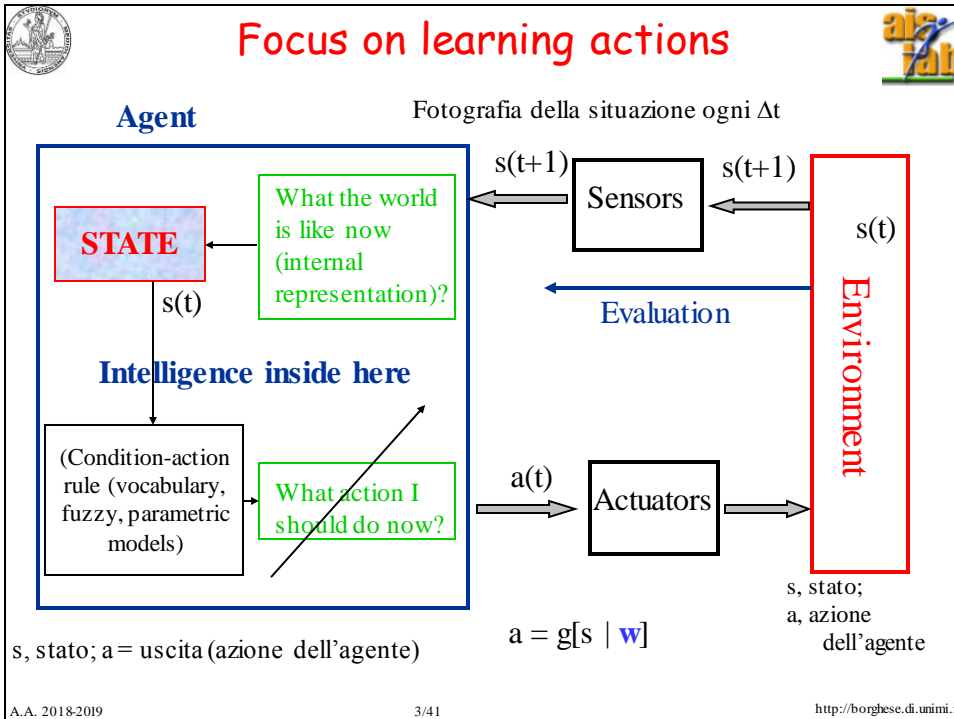 Focus on learning actions
ais
lab
Agent
Fotografia della situazione ogni Δt
s(t+1)
s(t+1)
What the world
is like now
(internal
representation)?
STATE
Sensors
s(t)
s(t)
Evaluation
Environment
Intelligence inside here
(Condition-action
rule (vocabulary,
fuzzy, parametric
models)
What action I
should do now?
a(t)
Actuators
s, stato;
a, azione
dell'agente
a = g[s | w]
s, stato; a = uscita (azione dell'agente)
A.A. 2018-2019
3/41
http://borghese.di.unimi.